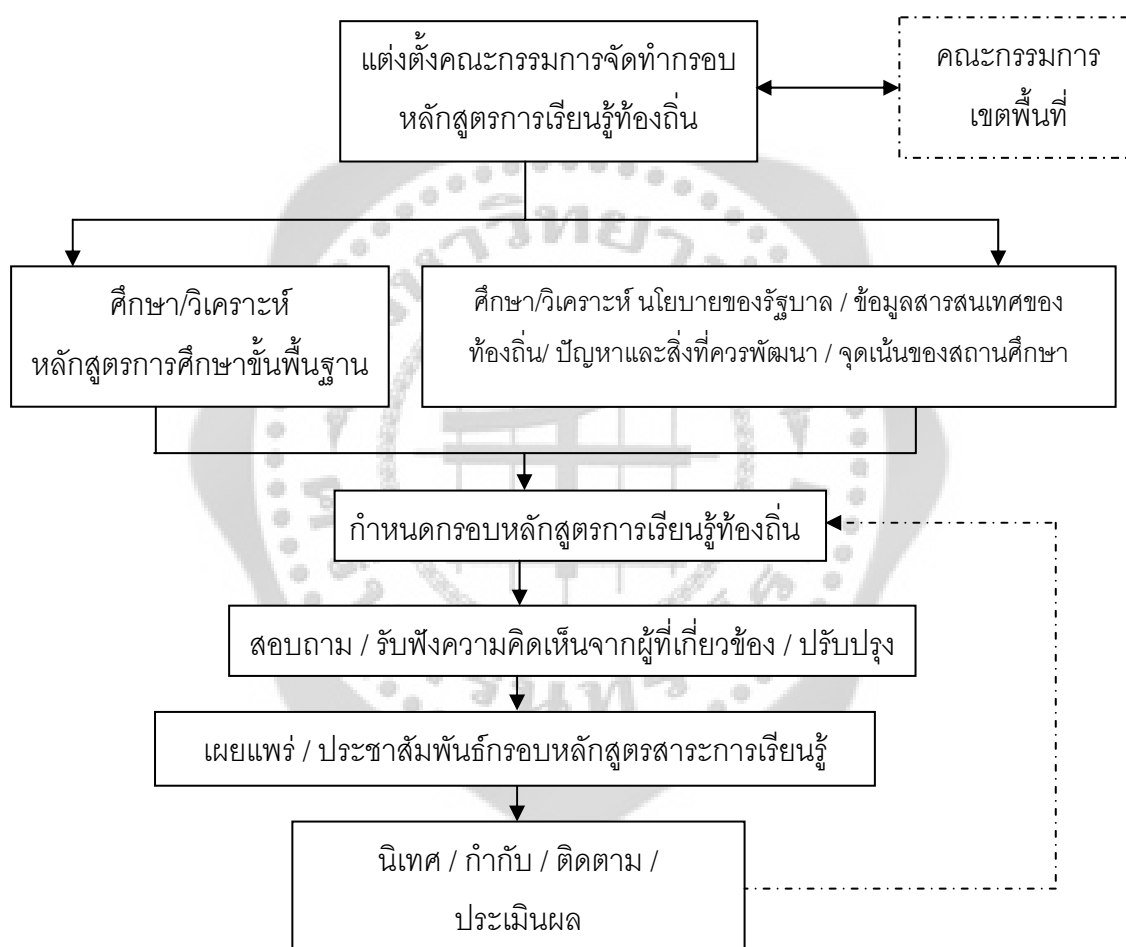 แต่งตั้งคณะกรรมการจัดทำกรอบ
หลักสูตรการเรียนรู้ท้องถิ่น
คณะกรรมการ
เขตพื้นที่
ศึกษา/วิเคราะห์
หลักสูตรการศึกษาขั้นพื้นฐาน
ศึกษา/วิเคราะห์ นโยบายของรัฐบาล / ข้อมูลสารสนเทศของ
ท้องถิ่น/ ปัญหาและสิ่งที่ควรพัฒนา / จุดเน้นของสถานศึกษา
กำหนดกรอบหลักสูตรการเรียนรู้ท้องถิ่น
สอบถาม / รับฟังความคิดเห็นจากผู้ที่เกี่ยวข้อง / ปรับปรุง
เผยแพร่ / ประชาสัมพันธ์กรอบหลักสูตรสาระการเรียนรู้
นิเทศ / กำกับ / ติดตาม /
ประเมินผล